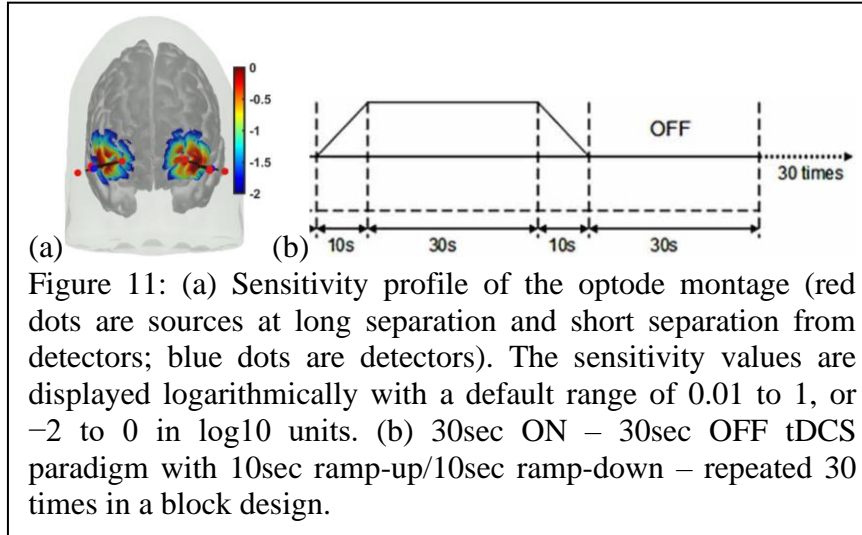 0
-0.5
-1
-1.5
-2
OFF
30 times
10s
30s
10s
30s
(a)
(b)
Figure 11: (a) Sensitivity profile of the optode montage (red
dots are sources at long separation and short separation from
detectors; blue dots are detectors). The sensitivity values are
displayed logarithmically with a default range of 0.01 to 1, or
−2 to 0 in log10 units. (b) 30sec ON – 30sec OFF tDCS
paradigm with 10sec ramp-up/10sec ramp-down – repeated 30
times in a block design.